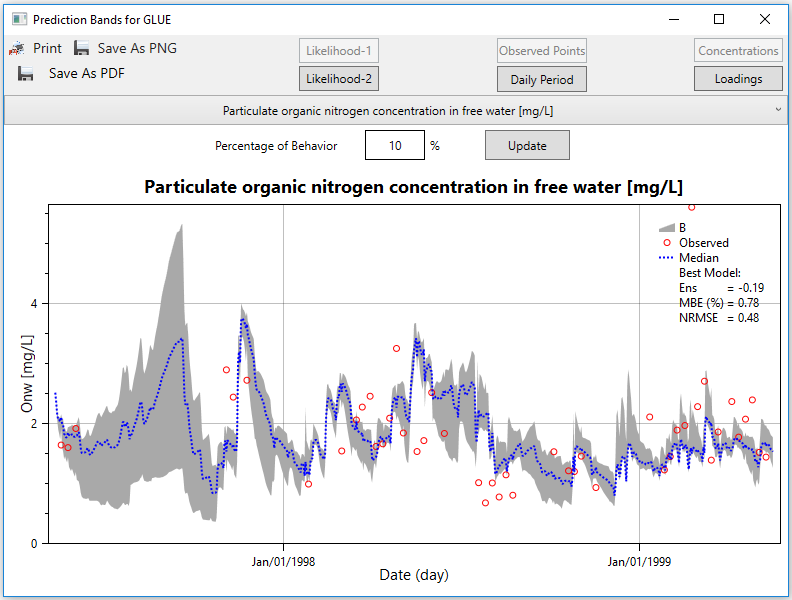 Prediction Bands for GLUE
Print Save As PNG
Save As PDF
Likelihood-1
Likelihood-2
Observed Points
Daily Period
Concentrations
Loadings
Particulate organic nitrogen concentration in free water [mg/L]
Percentage of Behavior 10 % Update
Particulate organic nitrogen concentration in free water [mg/L]
B
Observed
Median
Best Model:
Ens = -0.19
MBE (%) = 0.78
NRMSE = 0.48
Onw [mg/L]
4
2
0
Jan/01/1998 Jan/01/1999
Date (day)